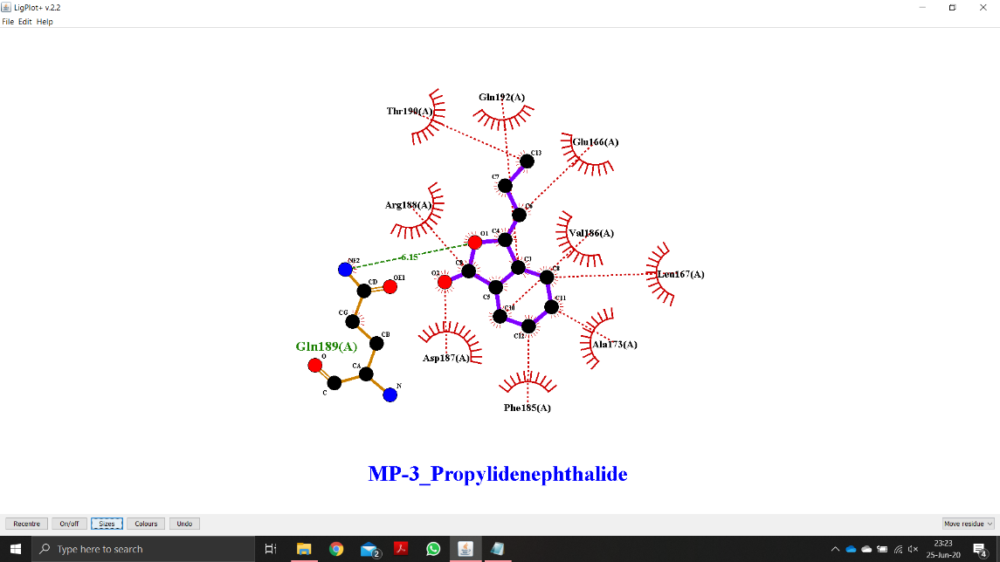 LigPlot+ v.2.2
File Edit Help
Gln192(A)
Thr190(A)
Glu166(A)
C13
C7
C6
Arg188(A)
Val186(A)
O1
C4
6.15
NE2
C3
C8
O2
Leu167(A)
OE1
CD
C5
C11
C10
CG
C12
CB
Gln189(A)
Ala173(A)
O
Asp187(A)
CA
N
C
Phe185(A)
MP-3_Propylidenephthalide
Recentre On/off Sizes Colours Undo Move residue
Type here to search
2
23:23
25-Jun-20
4